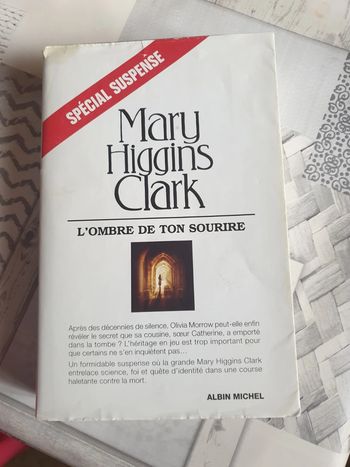 SPÉCIAL SUSPENSE
Mary
Higgins
Clark
L'OMBRE DE TON SOURIRE
Après des décennies de silence, Olivia Morrow peut-elle enfin
révéler le secret que sa cousine, sœur Catherine, a emporté
dans la tombe ? L'héritage en jeu est trop important pour
que certains ne s'en inquiètent pas...
Un formidable suspense où la grande Mary Higgins Clark
entrelace science, foi et quête d'identité dans une course
haletante contre la mort.
ALBIN MICHEL